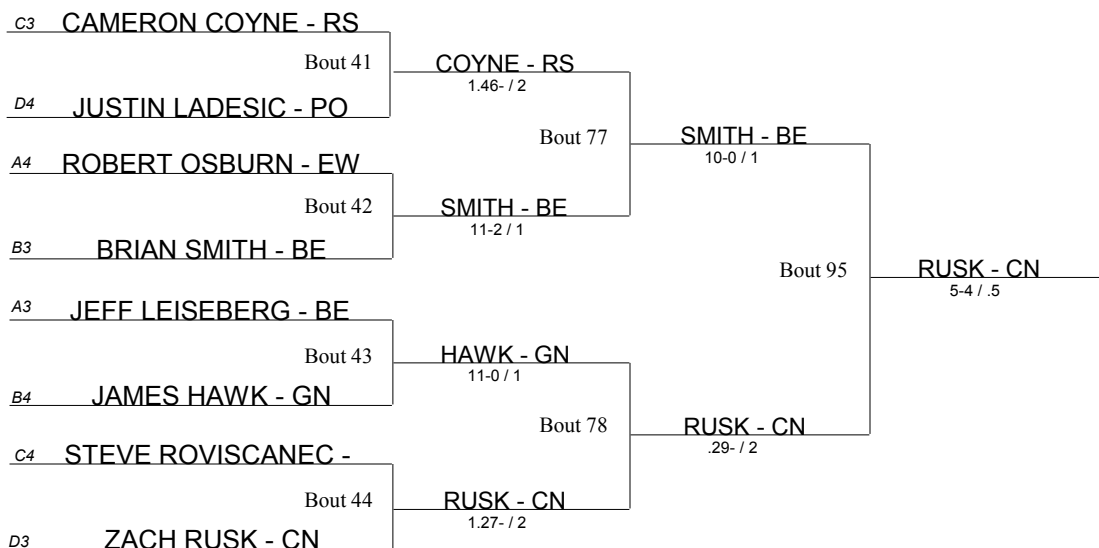 C3 CAMERON COYNE - RS
Bout 41
COYNE - RS
1.46- / 2
D4 JUSTIN LADESIC - PO
Bout 77
SMITH - BE
10-0 / 1
A4 ROBERT OSBURN - EW
Bout 42
SMITH - BE
11-2 / 1
B3 BRIAN SMITH - BE
Bout 95
RUSK - CN
5-4 / .5
A3 JEFF LEISEBERG - BE
Bout 43
HAWK - GN
11-0 / 1
B4 JAMES HAWK - GN
Bout 78
RUSK - CN
.29- / 2
C4 STEVE ROVISCANEC -
Bout 44
RUSK - CN
1.27- / 2
D3 ZACH RUSK - CN